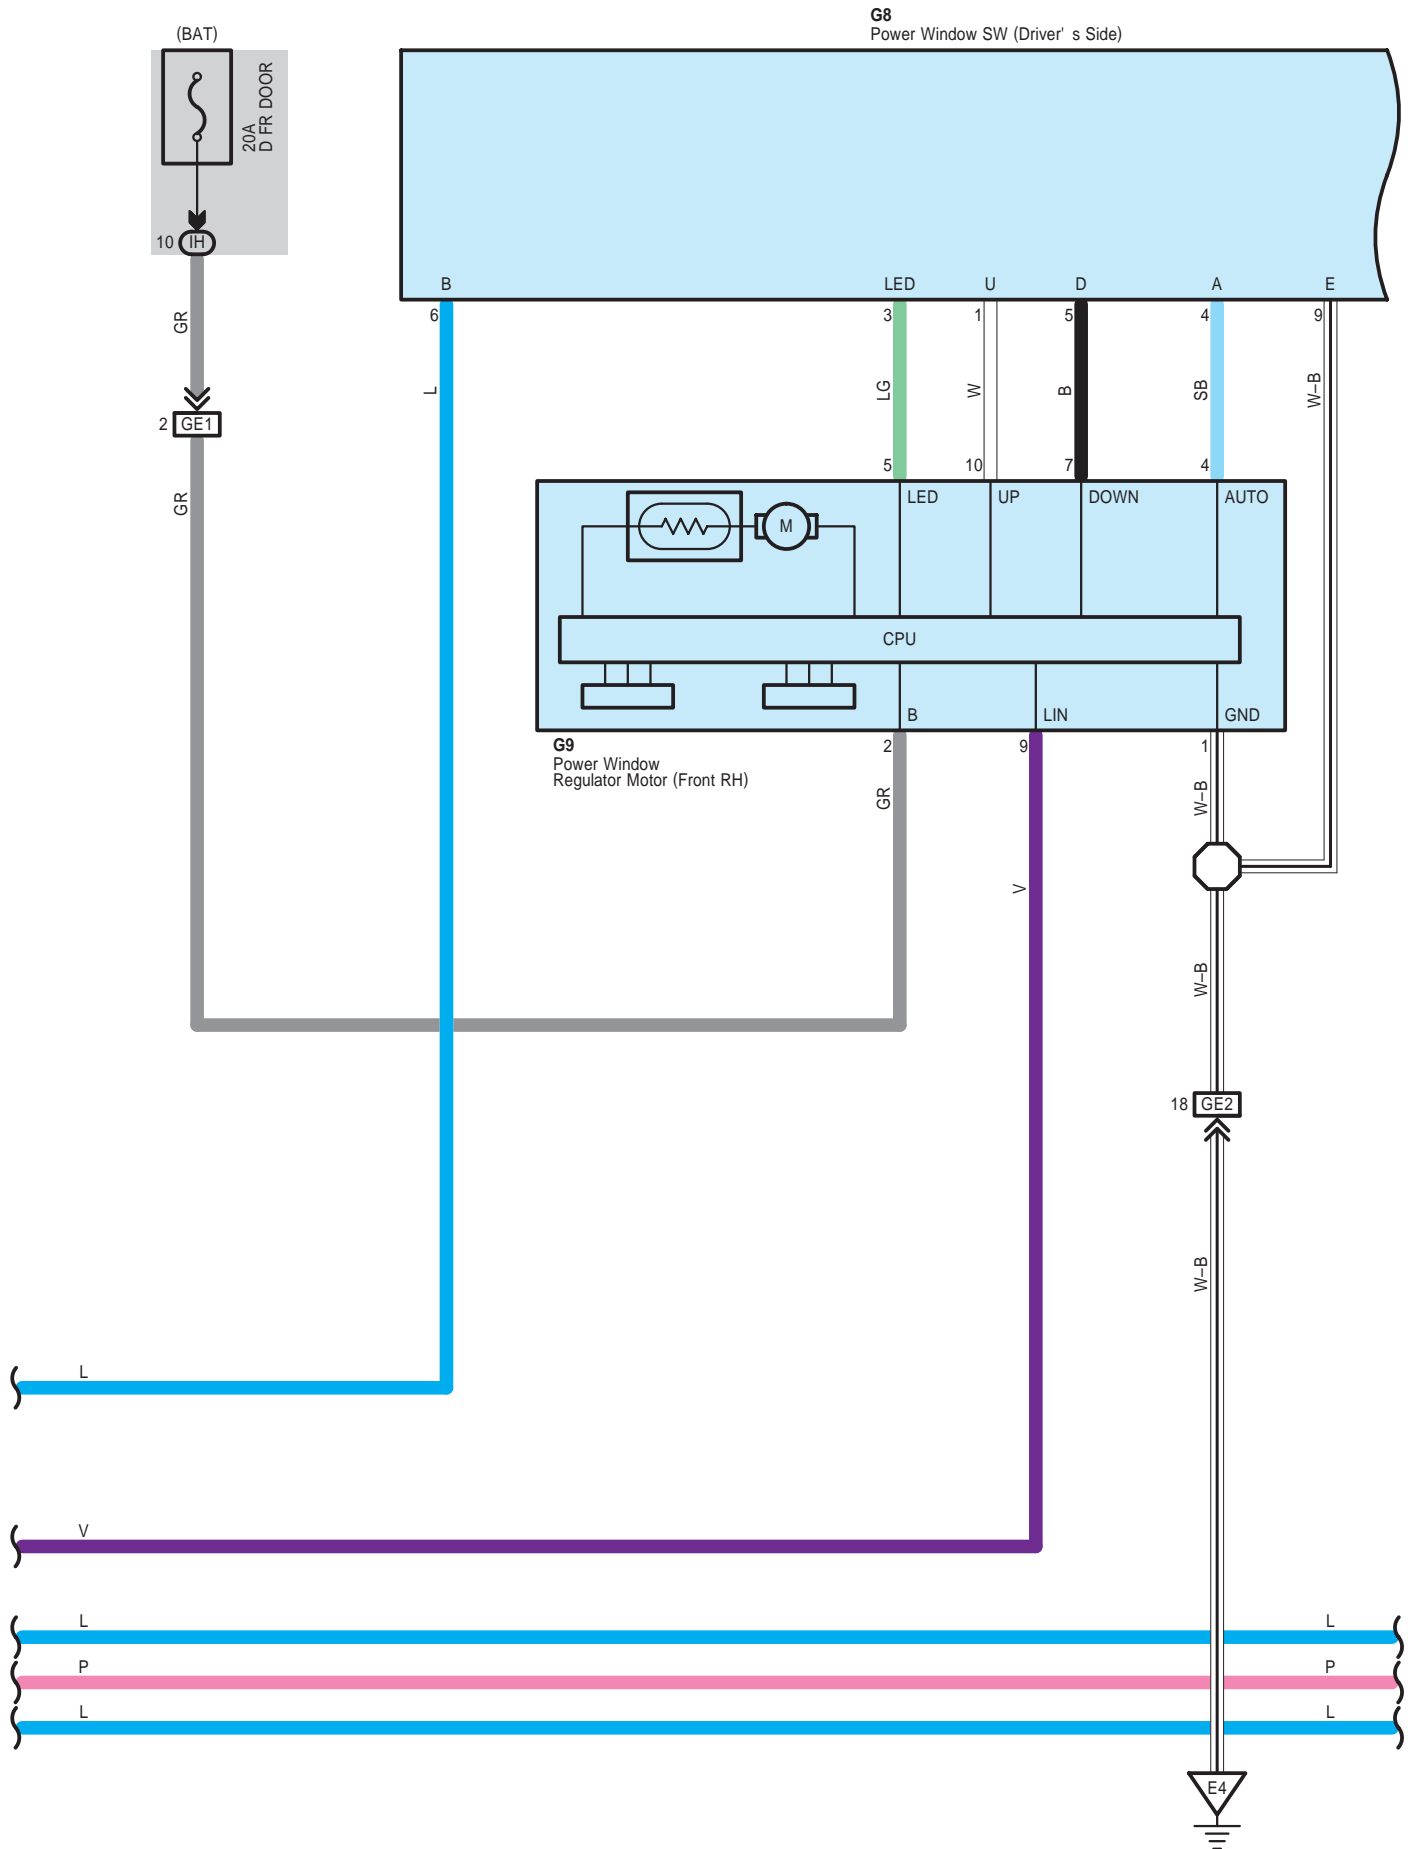 G8
Power Window SW (Driver' s Side)
(BAT)
20A
D FR DOOR
10 IH
B LED U D A E
6 3 1 5 4 9
GR
L LG W B SB W–B
2 GE1
5 10 7 4
LED UP DOWN AUTO
GR
M
CPU
B LIN GND
G9
Power Window
Regulator Motor (Front RH)
2 9 1
GR
W–B
V
W–B
18 GE2
W–B
L
V
L L
P P
L L
E4